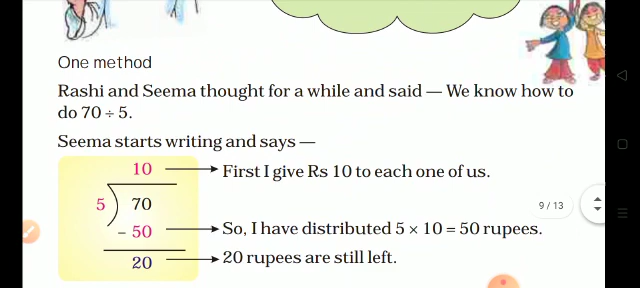 One method
Rashi and Seema thought for a while and said — We know how to
do 70 ÷ 5.
Seema starts writing and says —
10 First I give Rs 10 to each one of us.
5 ) 70
9 / 13
– 50 So, I have distributed 5 × 10 = 50 rupees.
20 20 rupees are still left.